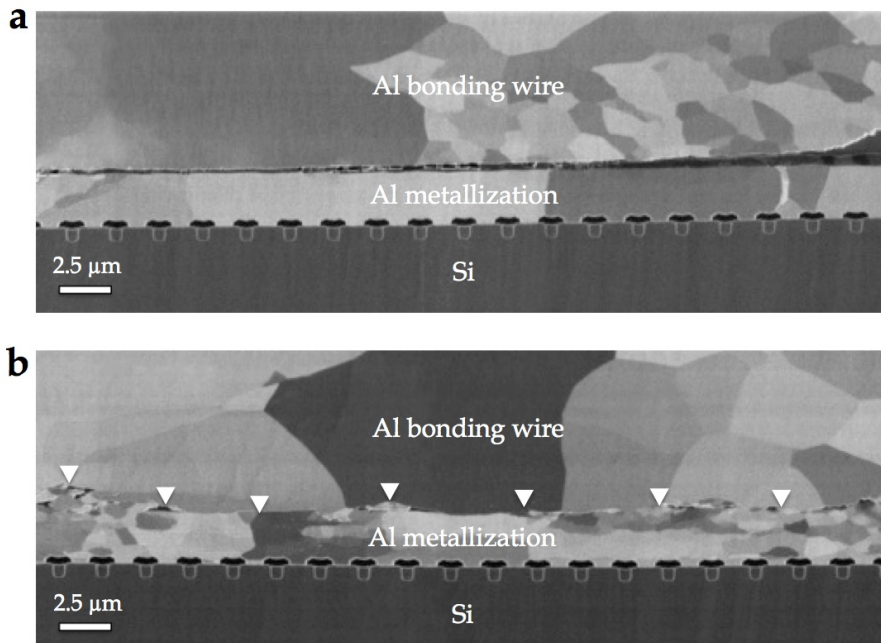 a
Al bonding wire
Al metallization
2.5 µm
Si
b
Al bonding wire
Al metallization
2.5 µm
Si